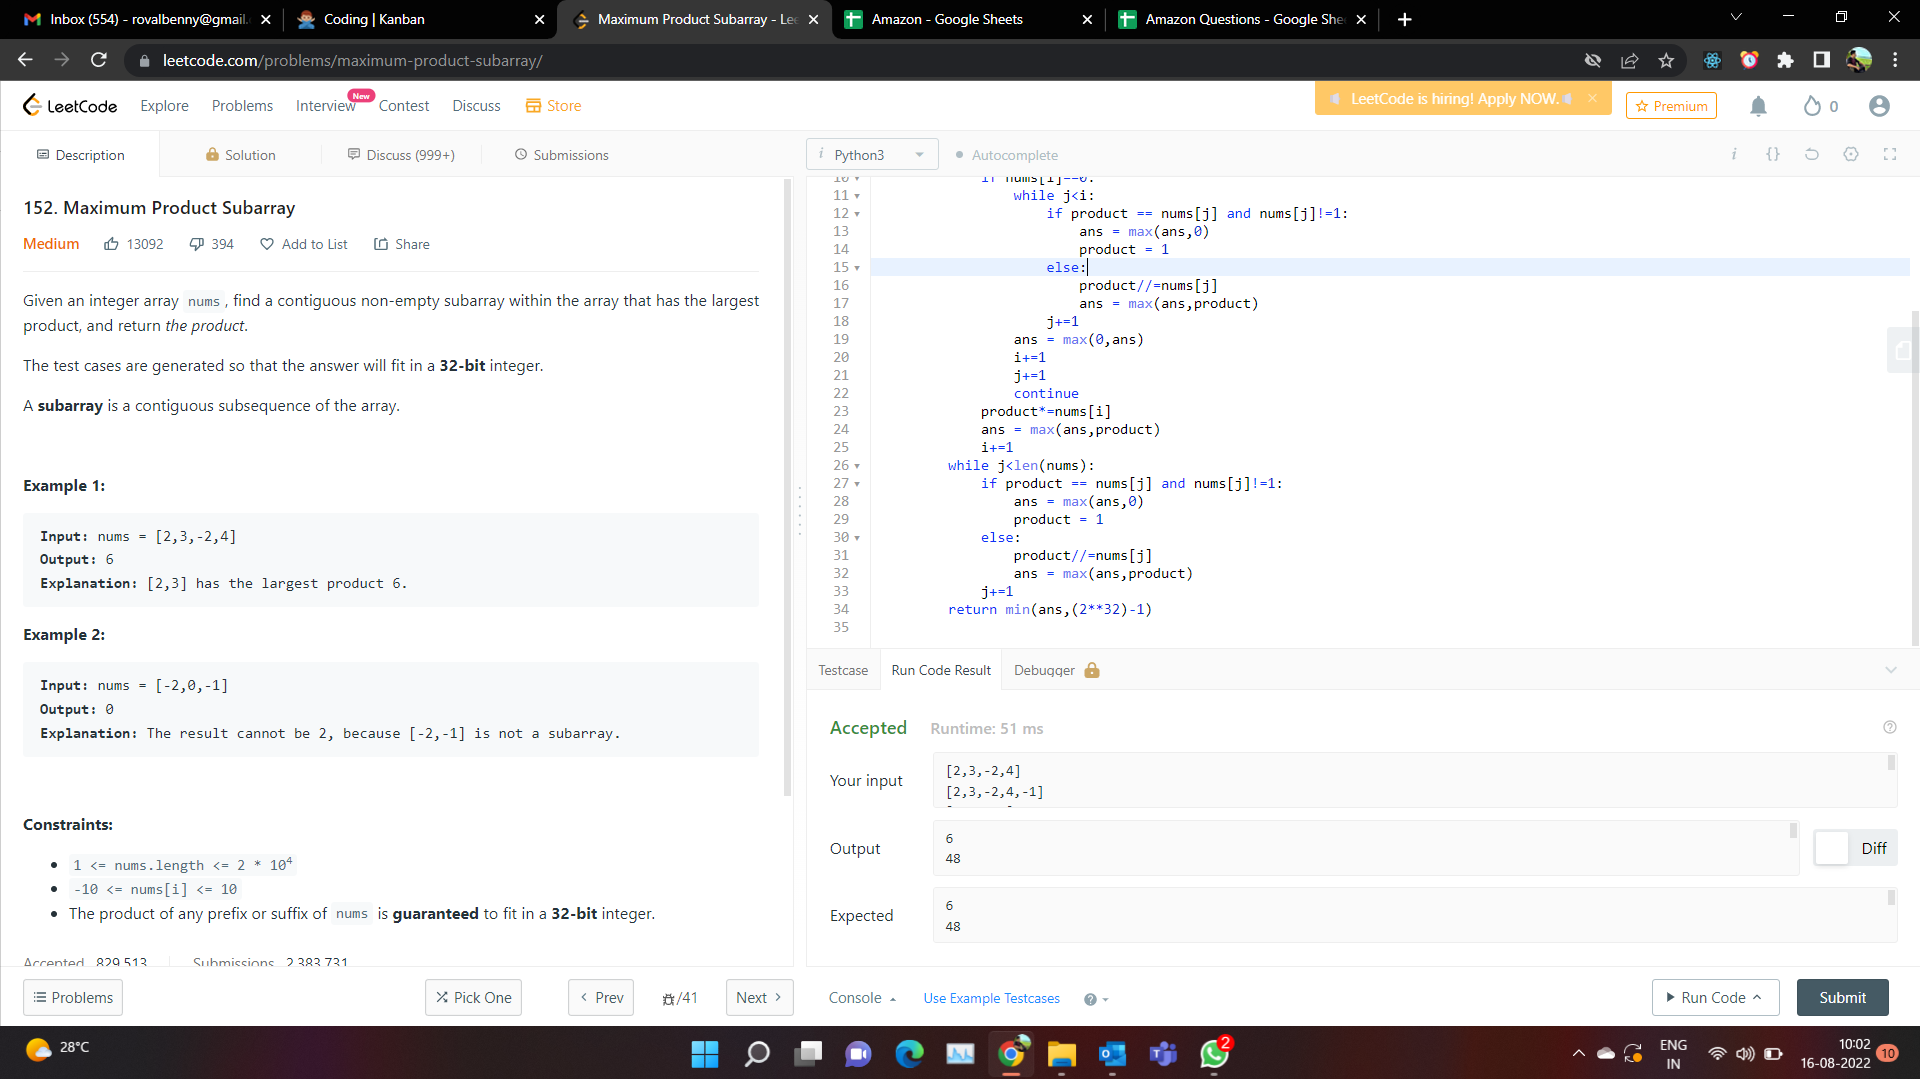 Inbox (554) - rovalbenny@gmail.
Coding | Kanban
Maximum Product Subarray - Lee
Amazon - Google Sheets
Amazon Questions - Google She
leetcode.com/problems/maximum-product-subarray/
LeetCode
Explore
Problems
Interview
New
Contest
Discuss
Store
LeetCode is hiring! Apply NOW.
Premium
0
Description
Solution
Discuss (999+)
Submissions
152. Maximum Product Subarray
Medium
13092
394
Add to List
Share
Given an integer array nums , find a contiguous non-empty subarray within the array that has the largest
product, and return the product.
The test cases are generated so that the answer will fit in a 32-bit integer.
A subarray is a contiguous subsequence of the array.
Example 1:
Input: nums = [2,3,-2,4]
Output: 6
Explanation: [2,3] has the largest product 6.
Example 2:
Input: nums = [-2,0,-1]
Output: 0
Explanation: The result cannot be 2, because [-2,-1] is not a subarray.
Constraints:
1 <= nums.length <= 2 * 10⁴
-10 <= nums[i] <= 10
The product of any prefix or suffix of nums is guaranteed to fit in a 32-bit integer.
Accepted 829,513
Submissions 2,383,731
Problems
Pick One
Prev
/41
Next
i Python3
Autocomplete
i {}
10 if nums[i]==0:
11 while j<i:
12 if product == nums[j] and nums[j]!=1:
13 ans = max(ans,0)
14 product = 1
15 else:
16 product//=nums[j]
17 ans = max(ans,product)
18 j+=1
19 ans = max(0,ans)
20 i+=1
21 j+=1
22 continue
23 product*=nums[i]
24 ans = max(ans,product)
25 i+=1
26 while j<len(nums):
27 if product == nums[j] and nums[j]!=1:
28 ans = max(ans,0)
29 product = 1
30 else:
31 product//=nums[j]
32 ans = max(ans,product)
33 j+=1
34 return min(ans,(2**32)-1)
35
Testcase
Run Code Result
Debugger
Accepted
Runtime: 51 ms
Your input
[2,3,-2,4]
[2,3,-2,4,-1]
Output
6
48
Diff
Expected
6
48
Console
Use Example Testcases
Run Code
Submit
28°C
2
ENG
IN
10:02
16-08-2022
10